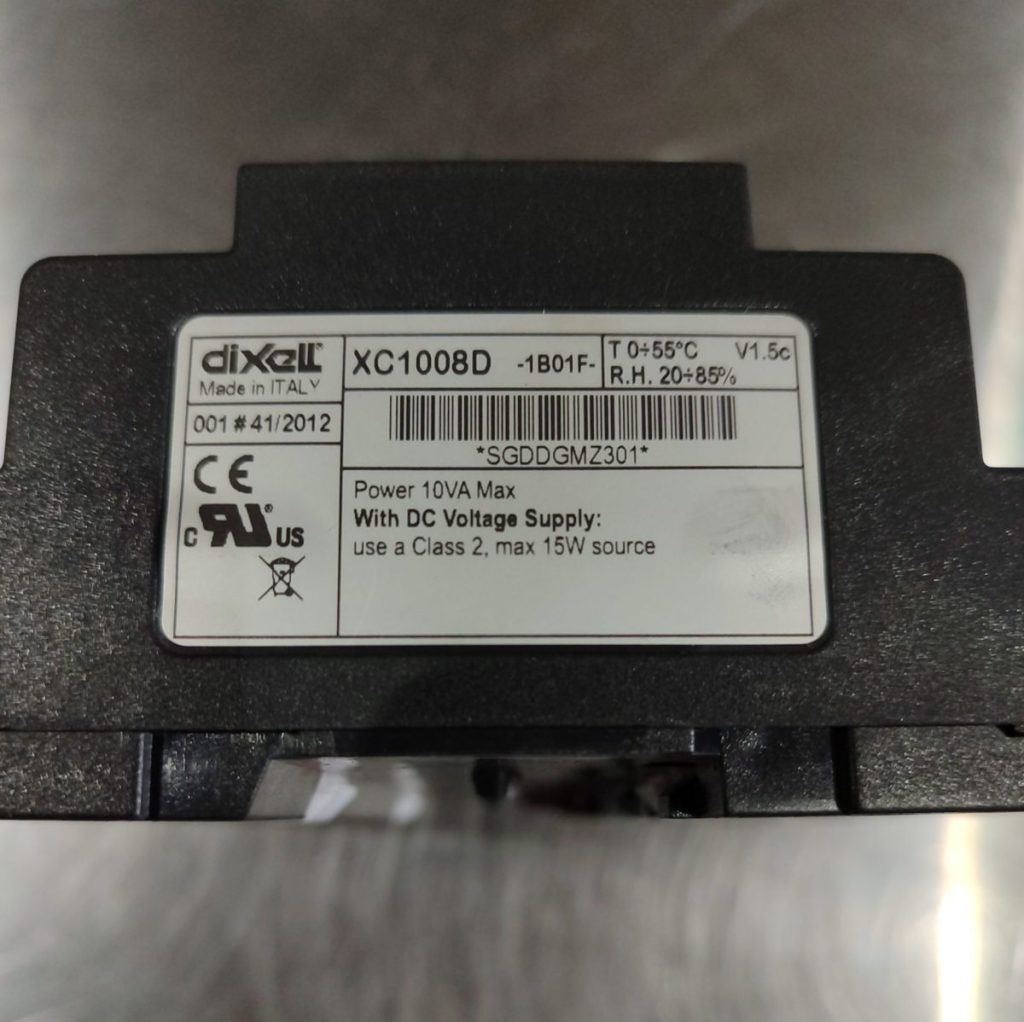 dixell®
Made in ITALY
XC1008D -1B01F-
T 0÷55°C V1.5c
R.H. 20÷85%
001 # 41/2012
*SGDDGMZ301*
CE
C RU® US
Power 10VA Max
With DC Voltage Supply:
use a Class 2, max 15W source